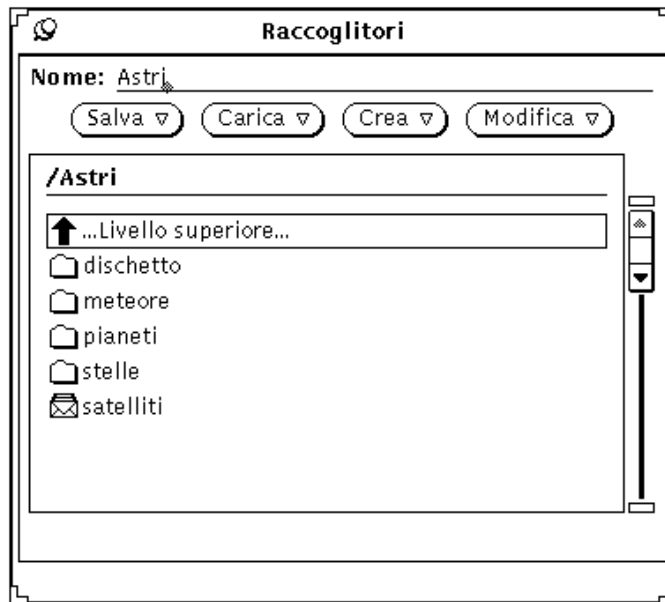 Raccoglitori
Nome: Astri
Salva Carica Crea Modifica
/Astri
...Livello superiore...
dischetto
meteore
pianeti
stelle
satelliti